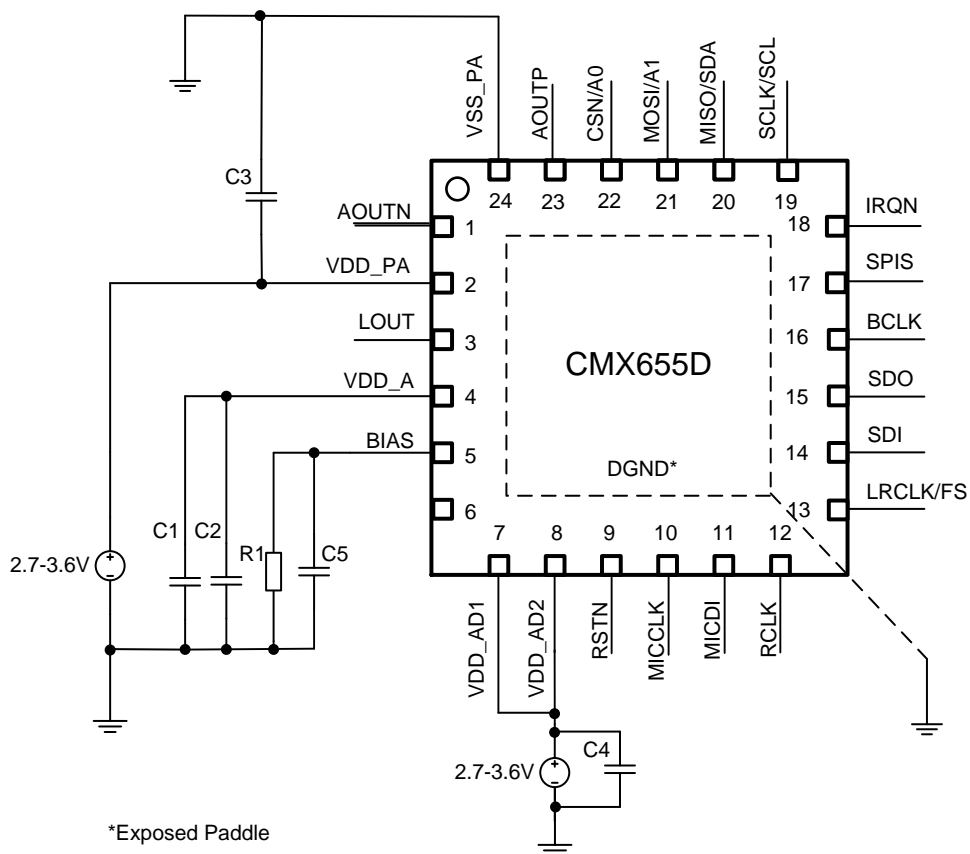 VSS_PA
AOUTP
CSN/A0
MOSI/A1
MISO/SDA
SCLK/SCL
C3
24
23
22
21
20
19
AOUTN
1
18
IRQN
VDD_PA
2
17
SPIS
LOUT
3
16
BCLK
CMX655D
VDD_A
4
15
SDO
BIAS
5
14
SDI
DGND*
6
13
LRCLK/FS
C1
C2
R1
C5
2.7-3.6V
7
8
9
10
11
12
VDD_AD1
VDD_AD2
RSTN
MICCLK
MICDI
RCLK
C4
2.7-3.6V
*Exposed Paddle